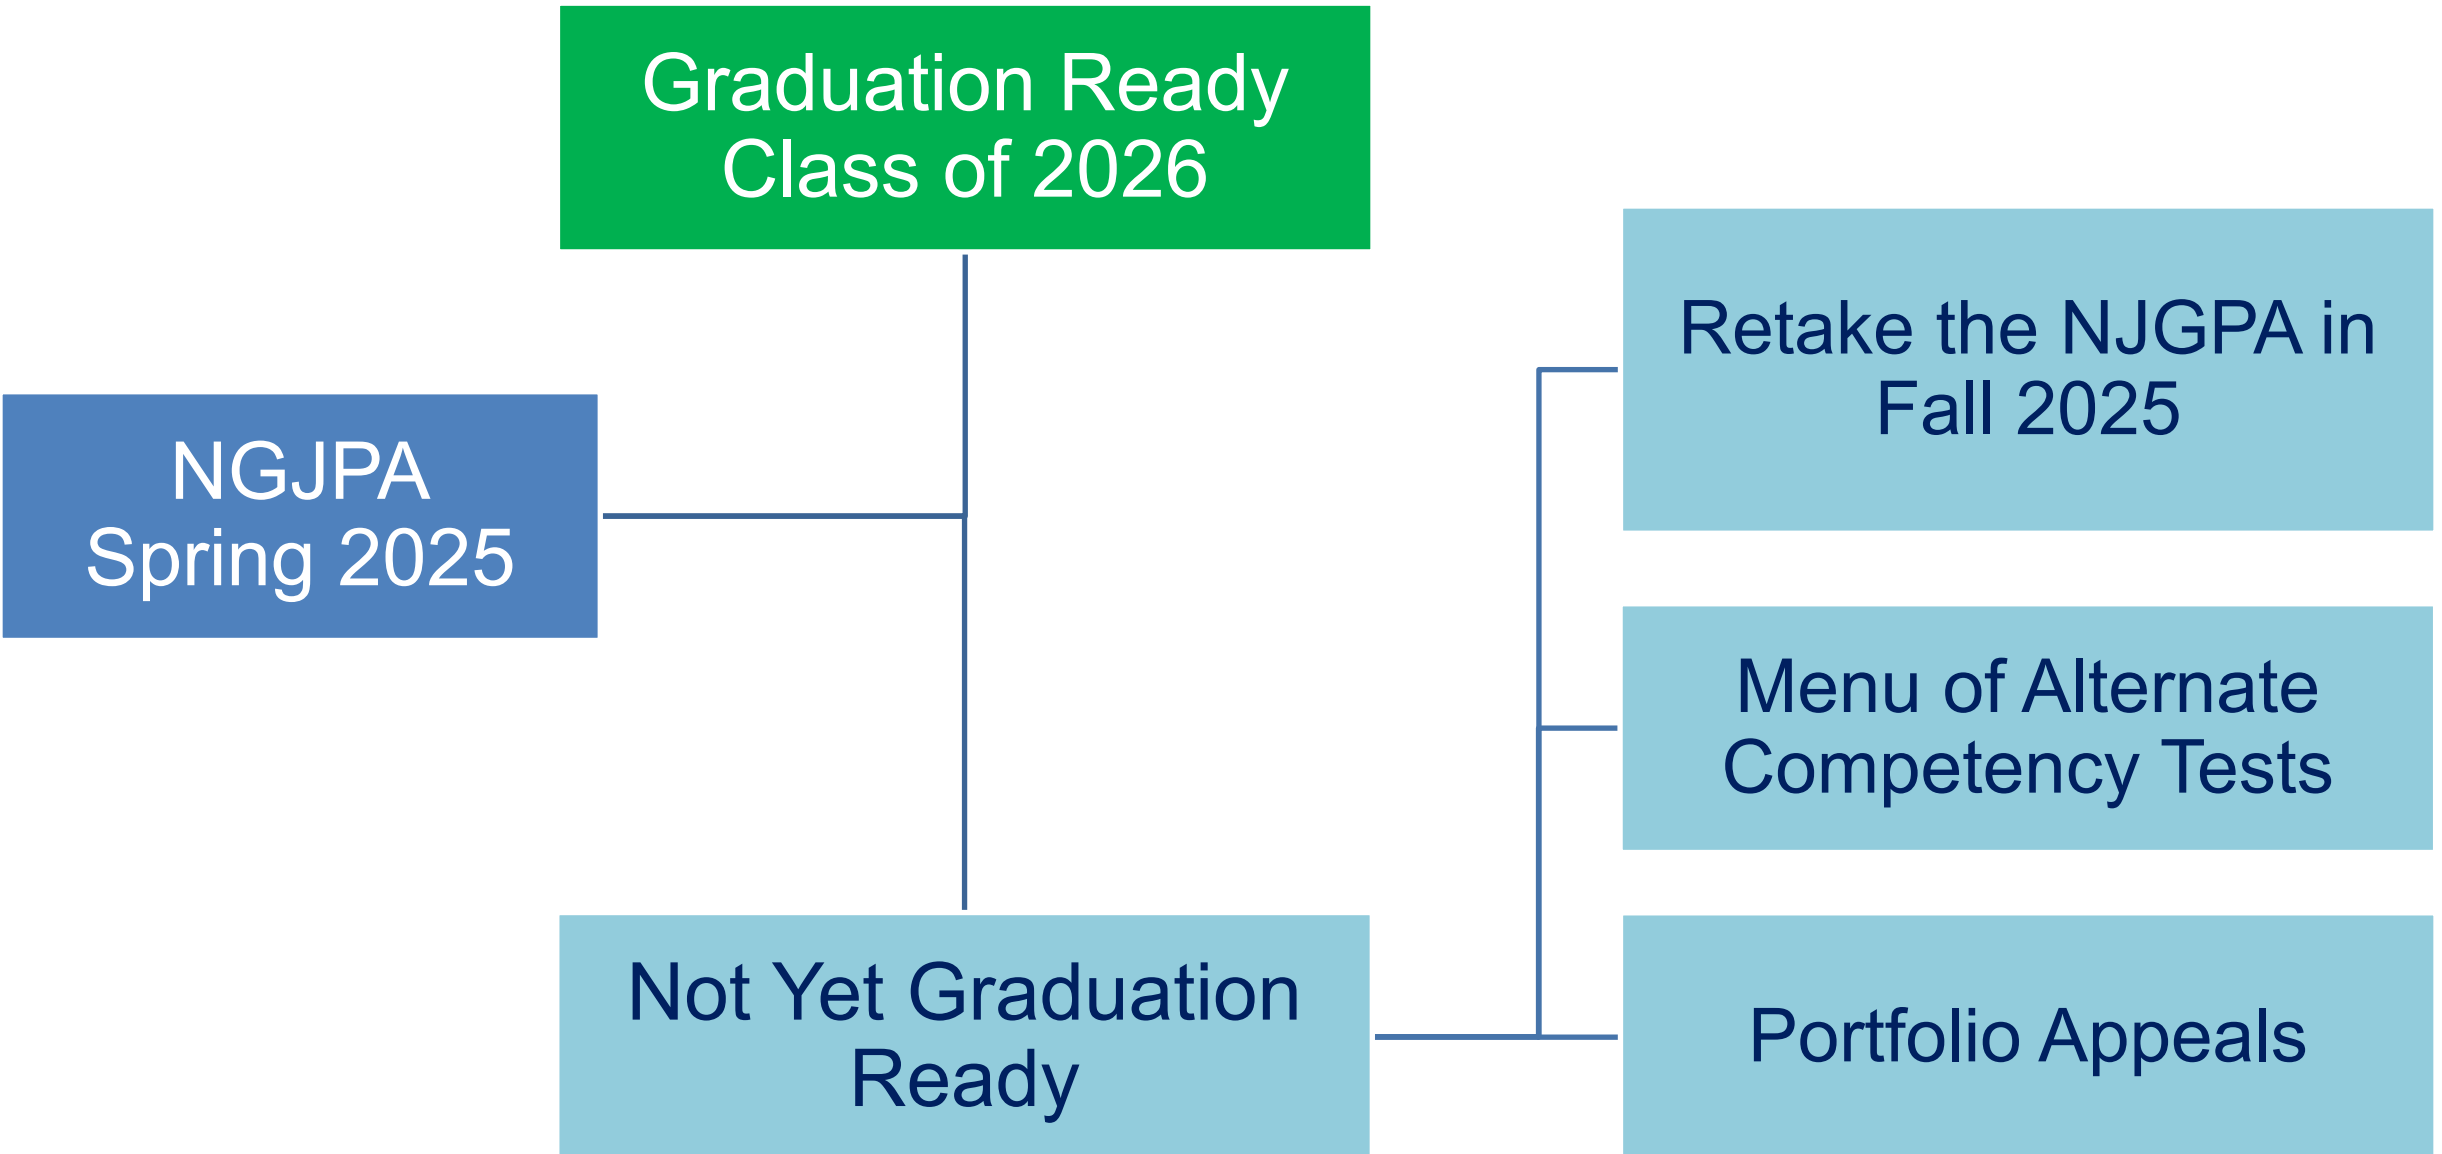 Graduation Ready
Class of 2026
NGJPA
Spring 2025
Not Yet Graduation
Ready
Retake the NJGPA in
Fall 2025
Menu of Alternate
Competency Tests
Portfolio Appeals